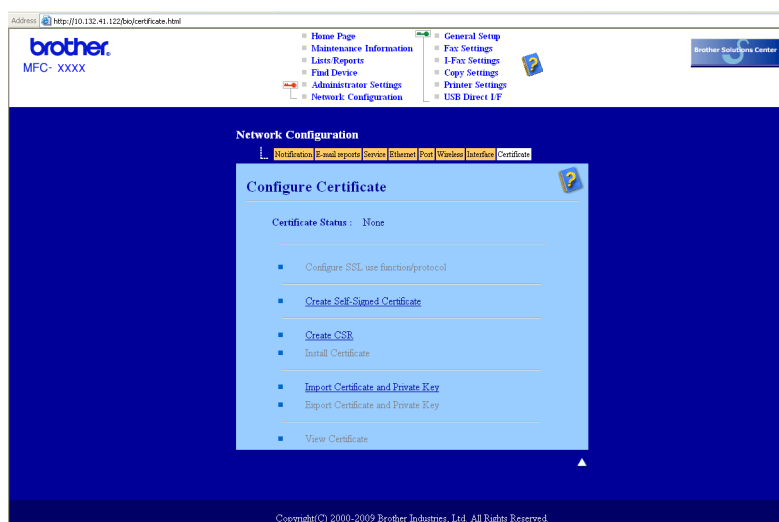 Address http://10.132.41.122/bio/certificate.html
brother.
MFC- XXXX
Home Page
Maintenance Information
Lists/Reports
Find Device
Administrator Settings
Network Configuration
General Setup
Fax Settings
I-Fax Settings
Copy Settings
Printer Settings
USB Direct I/F
Brother Solutions Center
Network Configuration
Notification E-mail reports Service Ethernet Port Wireless Interface Certificate
Configure Certificate
Certificate Status : None
Configure SSL use function/protocol
Create Self-Signed Certificate
Create CSR
Install Certificate
Import Certificate and Private Key
Export Certificate and Private Key
View Certificate
Copyright(C) 2000-2009 Brother Industries, Ltd. All Rights Reserved.